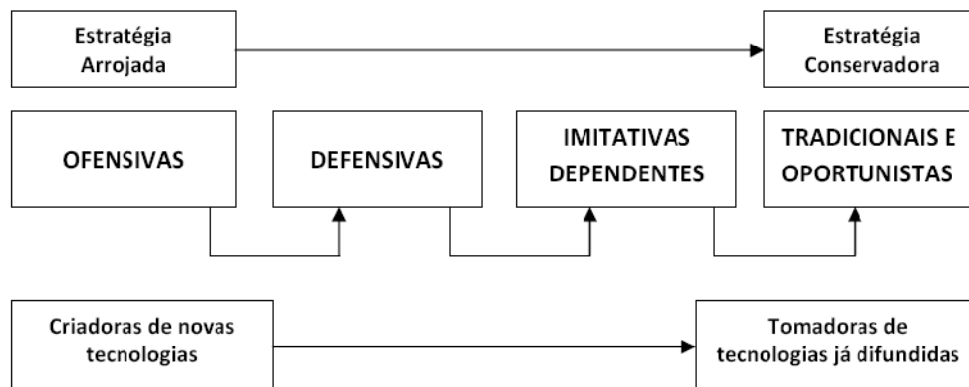 Estratégia
Arrojada
Estratégia
Conservadora
OFENSIVAS
DEFENSIVAS
IMITATIVAS
DEPENDENTES
TRADICIONAIS E
OPORTUNISTAS
Criadoras de novas
tecnologias
Tomadoras de
tecnologias já difundidas